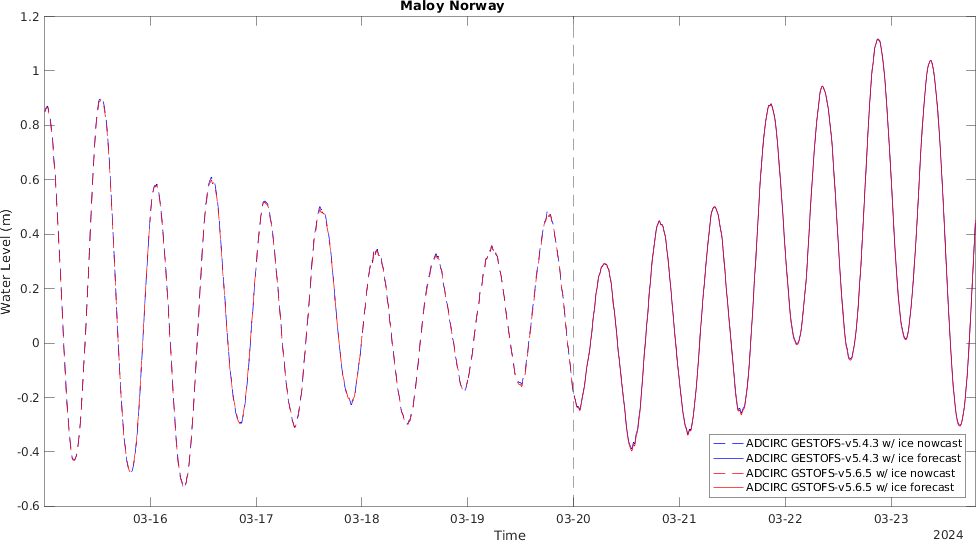 Maloy Norway
1.2
1
0.8
0.6
0.4
0.2
0
-0.2
-0.4
-0.6
Water Level (m)
ADCIRC GESTOFS-v5.4.3 w/ ice nowcast
ADCIRC GESTOFS-v5.4.3 w/ ice forecast
ADCIRC GSTOFS-v5.6.5 w/ ice nowcast
ADCIRC GSTOFS-v5.6.5 w/ ice forecast
03-16 03-17 03-18 03-19 03-20 03-21 03-22 03-23
Time
2024